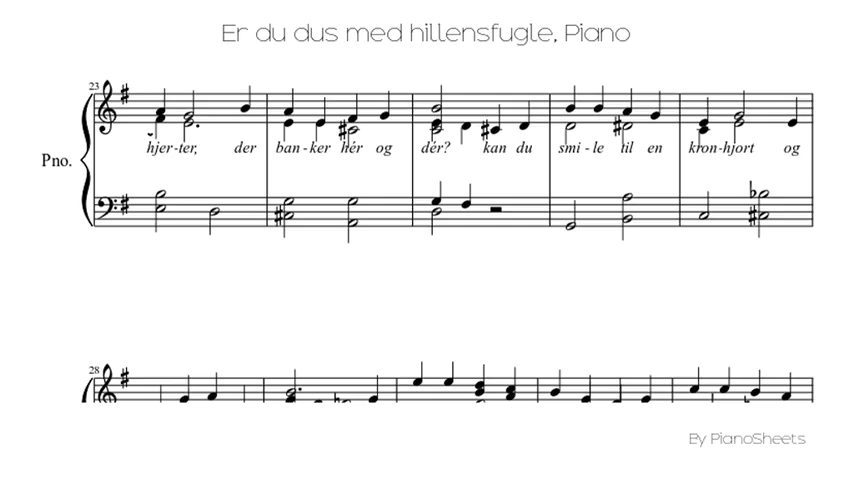 Er du dus med hillensfugle, Piano
23
Pno.
hjer-ter, der ban-ker hér og dér? kan du smi-le til en kron-hjort og
28
By PianoSheets